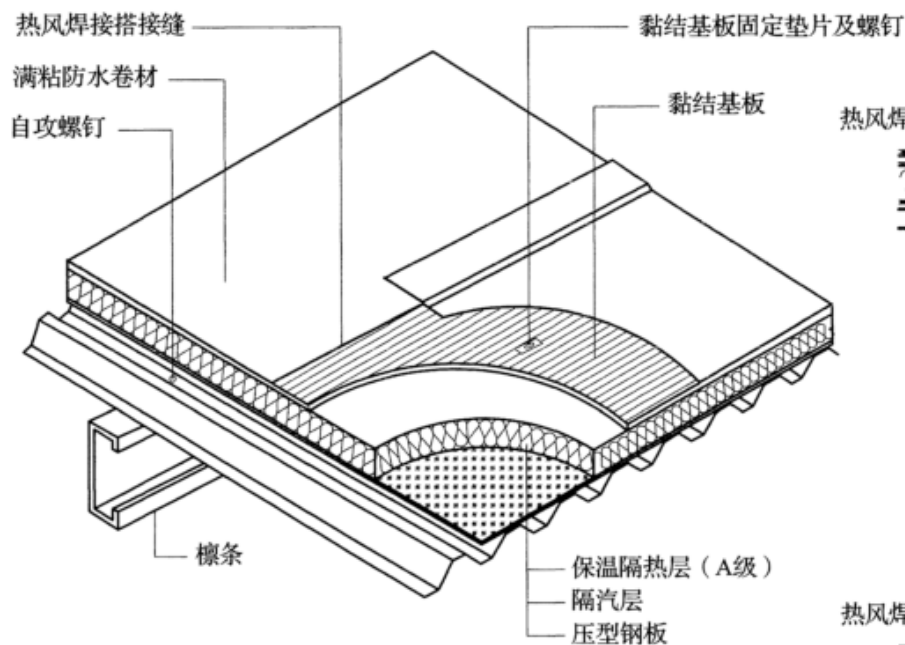 热风焊接搭接缝
黏结基板固定垫片及螺钉
满粘防水卷材
黏结基板
自攻螺钉
热风焊
檩条
保温隔热层（A级）
隔汽层
压型钢板
热风焊